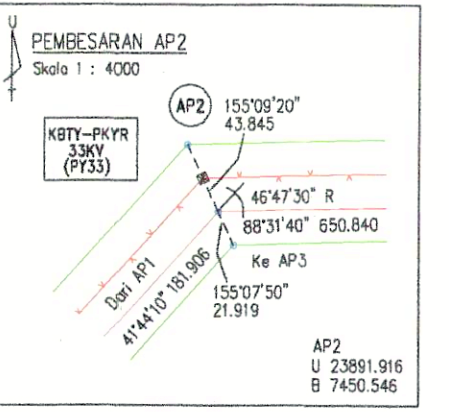 U
PEMBESARAN AP2
Skala 1 : 4000
AP2
155°09'20"
43.845
KBTY-PKYR
33KV
(PY33)
46°47'30" R
88°31'40" 650.840
Dari AP1
Ke AP3
41°44'10" 181.906
155°07'50"
21.919
AP2
U 23891.916
B 7450.546